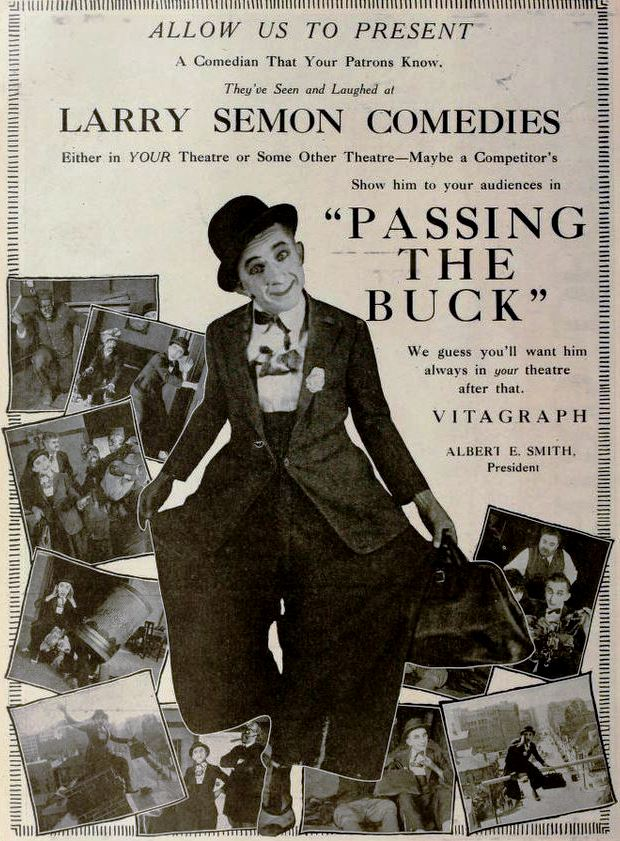 ALLOW US TO PRESENT
A Comedian That Your Patrons Know.
They've Seen and Laughed at
LARRY SEMON COMEDIES
Either in YOUR Theatre or Some Other Theatre—Maybe a Competitor's
Show him to your audiences in
"PASSING
THE
BUCK"
We guess you'll want him
always in your theatre
after that.
VITAGRAPH
ALBERT E. SMITH,
President